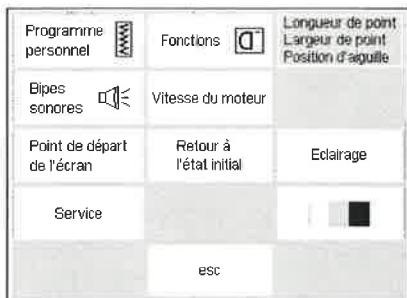 Programme
personnel
Fonctions
Longueur de point
Largeur de point
Position d'aiguille
Bipes
sonores
Vitesse du moteur
Point de départ
de l'écran
Retour à
l'état initial
Eclairage
Service
esc